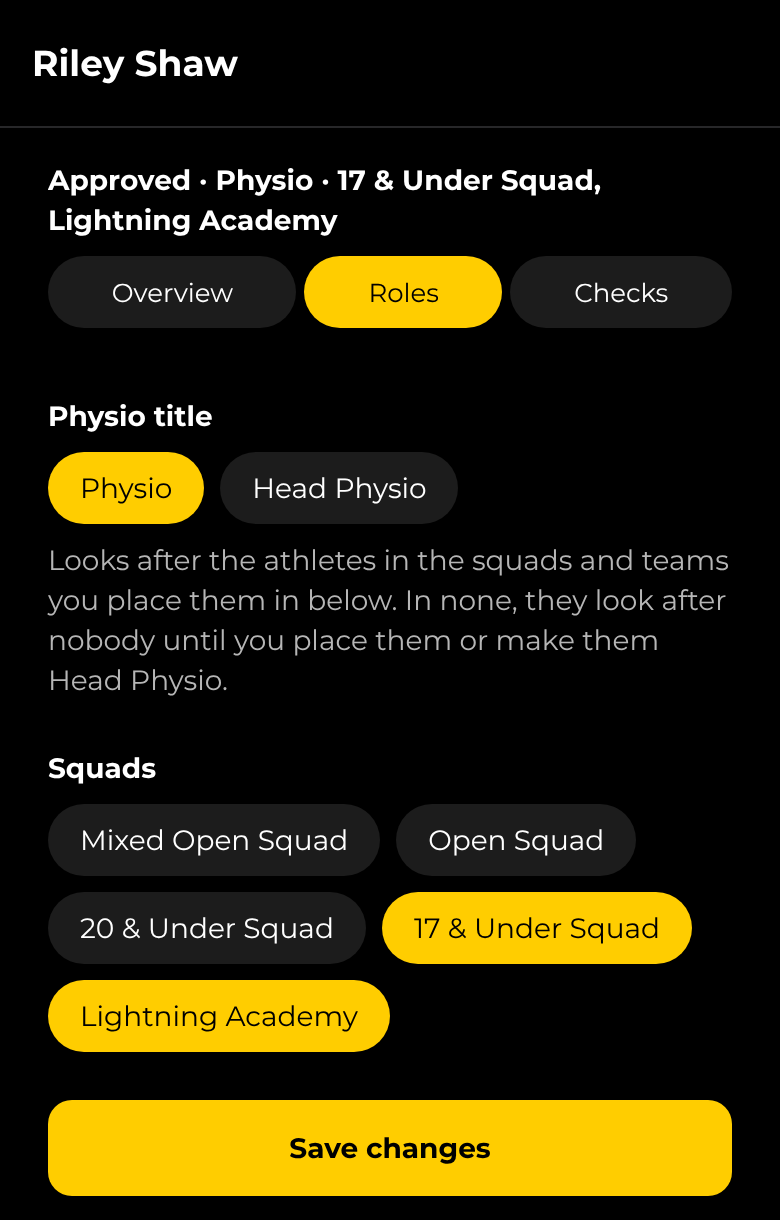 Riley Shaw
Approved · Physio · 17 & Under Squad,
Lightning Academy
Overview
Roles
Checks
Physio title
Physio
Head Physio
Looks after the athletes in the squads and teams
you place them in below. In none, they look after
nobody until you place them or make them
Head Physio.
Squads
Mixed Open Squad
Open Squad
20 & Under Squad
17 & Under Squad
Lightning Academy
Save changes